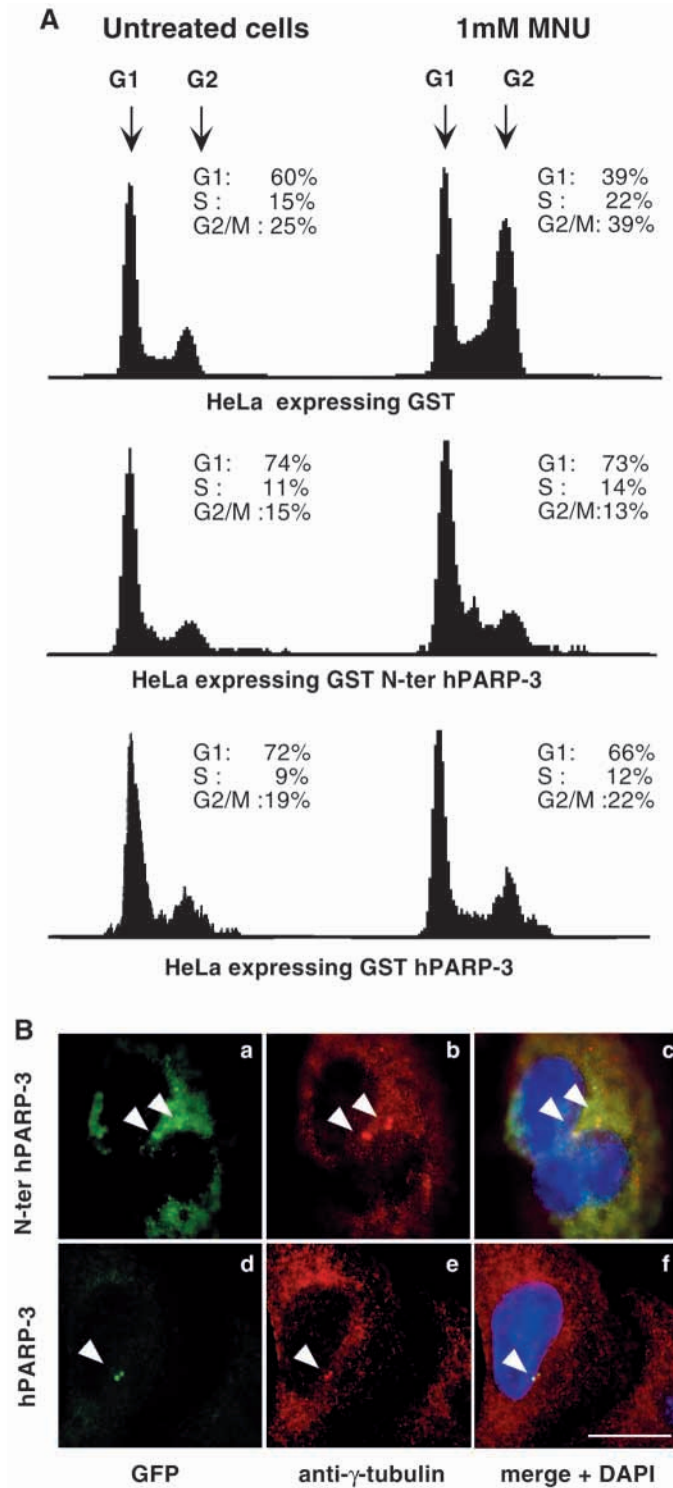 A
Untreated cells 1mM MNU
G1 G2 G1 G2
G1: 60% G1: 39%
S : 15% S : 22%
G2/M : 25% G2/M: 39%
HeLa expressing GST
G1: 74% G1: 73%
S : 11% S : 14%
G2/M :15% G2/M:13%
HeLa expressing GST N-ter hPARP-3
G1: 72% G1: 66%
S : 9% S : 12%
G2/M :19% G2/M :22%
HeLa expressing GST hPARP-3
B
N-ter hPARP-3
a b c
hPARP-3
d e f
GFP anti-γ-tubulin merge + DAPI